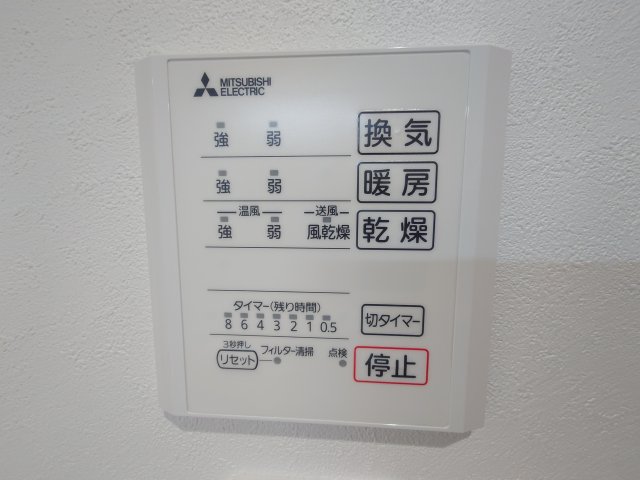 MITSUBISHI
ELECTRIC
強 弱 換気
強 弱 暖房
温風 送風
強 弱 風乾燥 乾燥
タイマー(残り時間)
8 6 4 3 2 1 0.5 切タイマー
3秒押し
リセット フィルター清掃 点検 停止